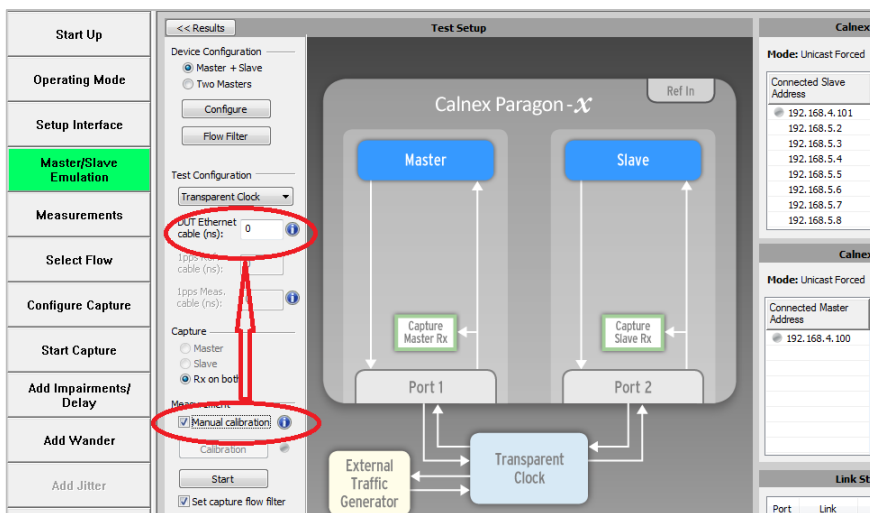 Start Up
Operating Mode
Setup Interface
Master/Slave
Emulation
Measurements
Select Flow
Configure Capture
Start Capture
Add Impairments/
Delay
Add Wander
Add Jitter
<< Results
Test Setup
Device Configuration
Master + Slave
Two Masters
Configure
Flow Filter
Test Configuration
Transparent Clock
DUT Ethernet
cable (ns):
0
cable (ns):
1pps Meas.
cable (ns):
Capture
Master
Slave
Rx on both
Measurement
Manual calibration
Calibration
Start
Set capture flow filter
Ref In
Calnex Paragon-x
Master
Slave
Capture
Master Rx
Capture
Slave Rx
Port 1
Port 2
External
Traffic
Generator
Transparent
Clock
Calnex
Mode: Unicast Forced
Connected Slave
Address
192.168.4.101
192.168.5.2
192.168.5.3
192.168.5.4
192.168.5.5
192.168.5.6
192.168.5.7
192.168.5.8
Calnex
Mode: Unicast Forced
Connected Master
Address
192.168.4.100
Link St
Port Link